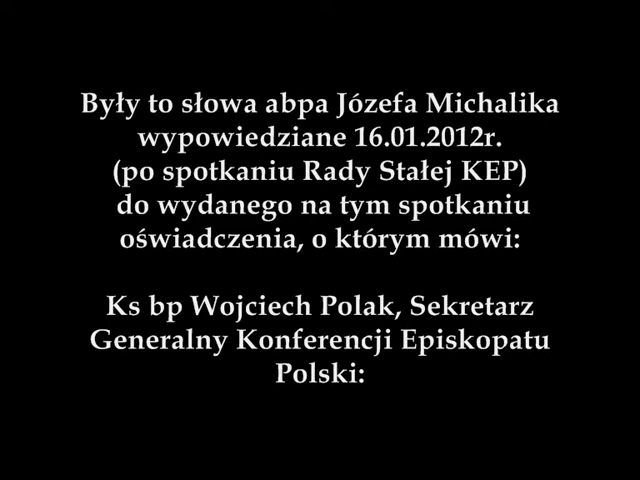 Były to słowa abpa Józefa Michalika
wypowiedziane 16.01.2012r.
(po spotkaniu Rady Stałej KEP)
do wydanego na tym spotkaniu
oświadczenia, o którym mówi:
Ks bp Wojciech Polak, Sekretarz
Generalny Konferencji Episkopatu
Polski: